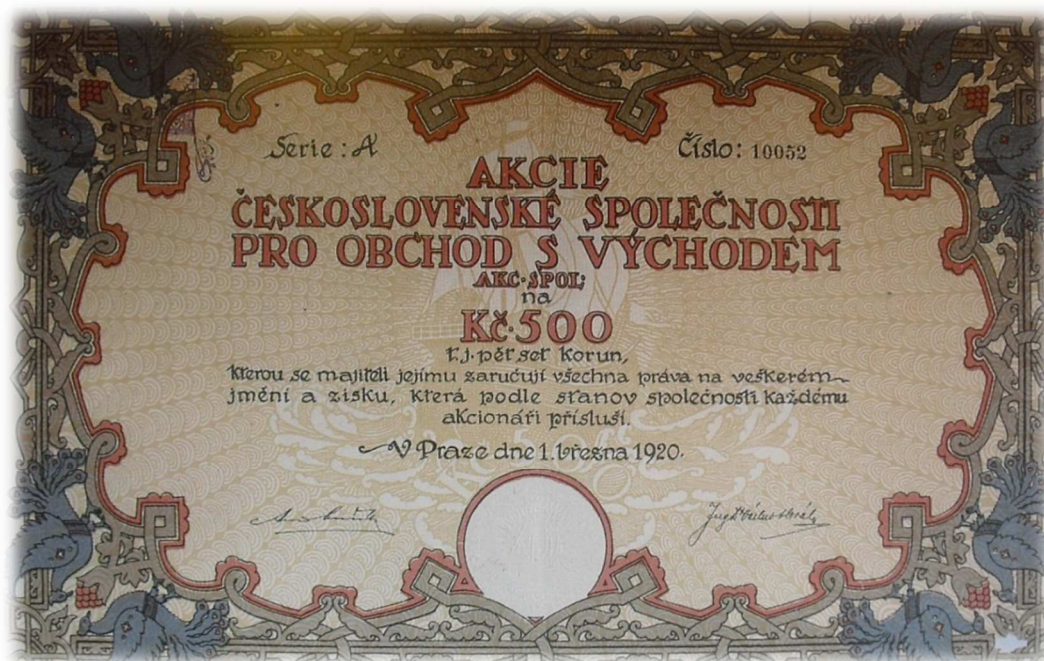 Serie: A Číslo: 10052
AKCIE
ČESKOSLOVENSKÉ SPOLEČNOSTI
PRO OBCHOD S VÝCHODEM
AKC·SPOL:
na
Kč·500
t.j. pět set korun,
kterou se majiteli jejímu zaručují všechna práva na veškerém
jmění a zisku, která podle stanov společnosti každému
akcionáři přísluší.
V Praze dne 1. března 1920.